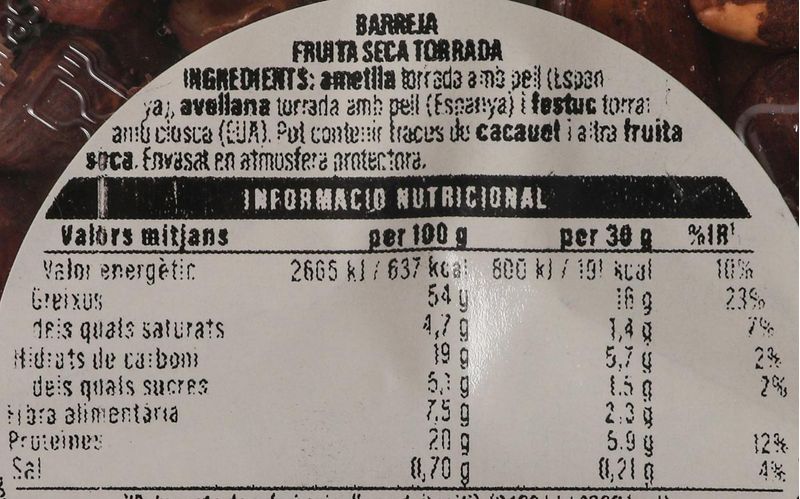 BARREJA
FRUITA SECA TORRADA
INGREDIENTS: ametlla torrada amb pell (Espan
ya), avellana torrada amb pell (Espanya) i festuc torrat
amb closca (EUA). Pot contenir traces de cacauet i altra fruita
seca. Envasat en atmosfera protectora.
INFORMACIO NUTRICIONAL
Valors mitjans per 100 g per 30 g %IR¹
Valor energètic 2665 kJ / 637 kcal 800 kJ / 191 kcal 10%
Greixos 54 g 16 g 23%
dels quals saturats 4,7 g 1,4 g 7%
Hidrats de carboni 19 g 5,7 g 2%
dels quals sucres g 1.5 g 2%
Fibra alimentària 7.5 g 2.3 g
Proteïnes 20 g 5.9 g 12%
Sal 0,70 g 0,21 g 4%